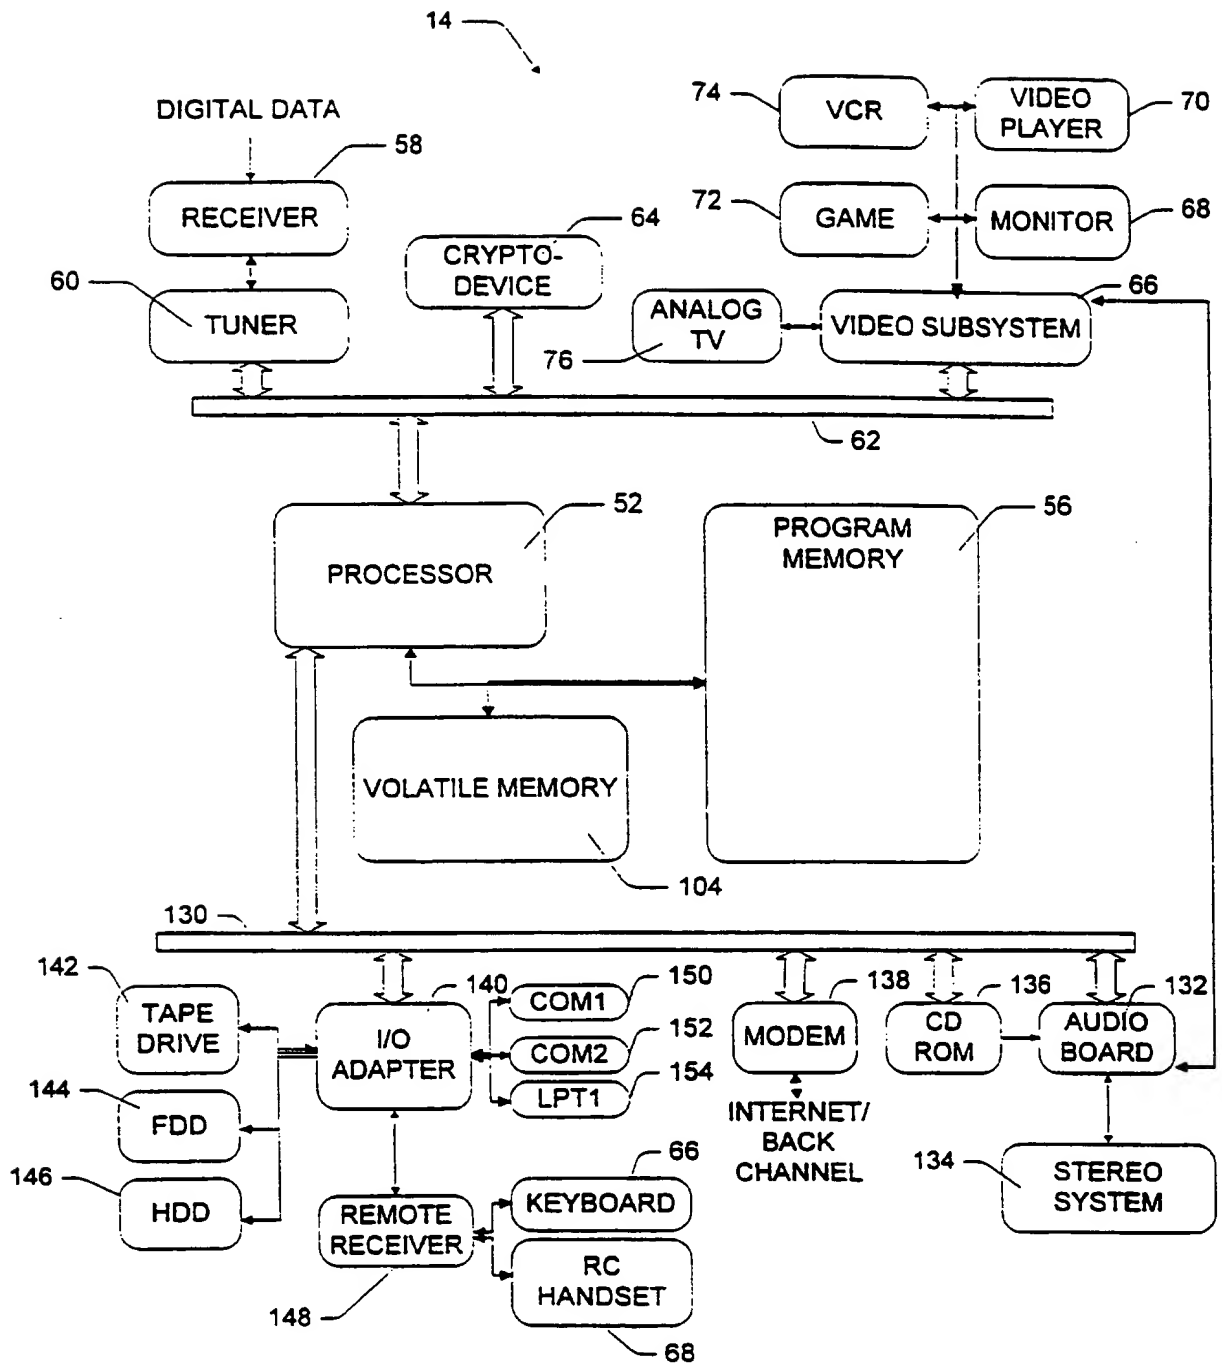 14
DIGITAL DATA
58
RECEIVER
60
TUNER
64
CRYPTO-
DEVICE
74
VCR
VIDEO
PLAYER
70
72
GAME
MONITOR
68
66
ANALOG
TV
76
VIDEO SUBSYSTEM
62
52
PROCESSOR
56
PROGRAM
MEMORY
VOLATILE MEMORY
104
130
142
TAPE
DRIVE
140
I/O
ADAPTER
150
COM1
152
COM2
154
LPT1
138
MODEM
INTERNET/
BACK
CHANNEL
136
CD
ROM
132
AUDIO
BOARD
144
FDD
146
HDD
REMOTE
RECEIVER
148
66
KEYBOARD
RC
HANDSET
68
134
STEREO
SYSTEM